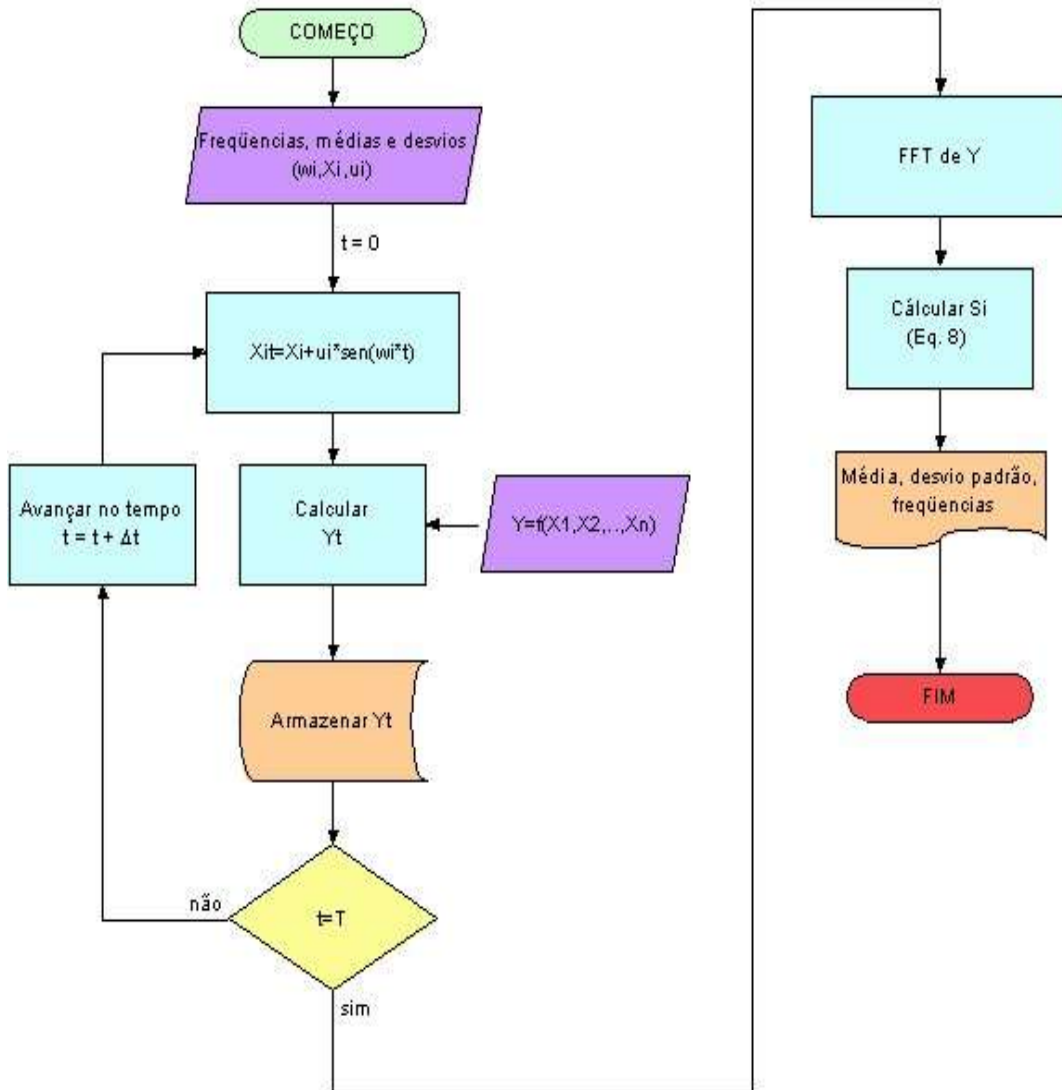 COMEÇO
Freqüencias, médias e desvios
(wi,Xi,ui)
t = 0
Xit=Xi+ui*sen(wi*t)
Avançar no tempo
t = t + Δt
Calcular
Yt
Y=f(X1,X2,...,Xn)
Armazenar Yt
não
t=T
sim
FFT de Y
Cálcular Si
(Eq. 8)
Média, desvio padrão,
freqüencias
FIM